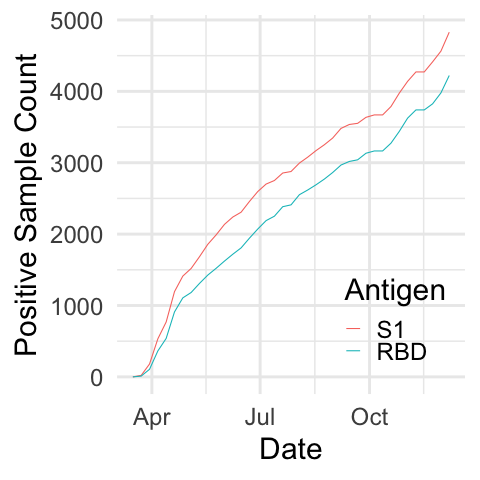 Positive Sample Count
5000
4000
3000
2000
1000
0
Antigen
S1
RBD
Apr Jul Oct
Date